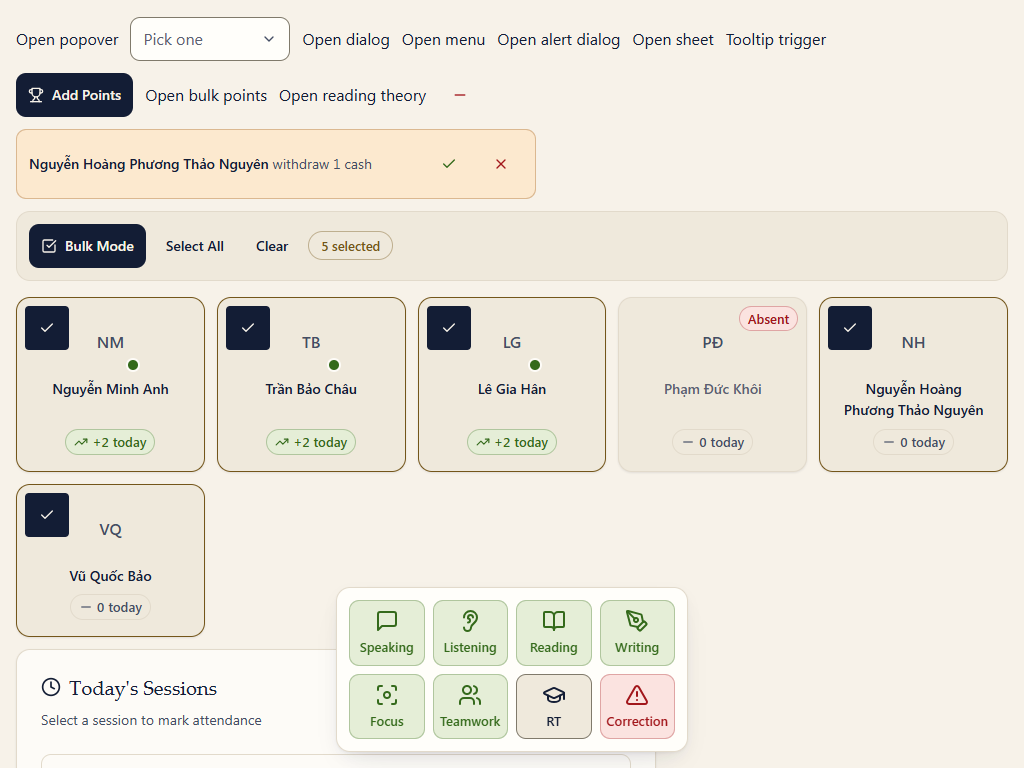 Open popover Pick one Open dialog Open menu Open alert dialog Open sheet Tooltip trigger
Add Points Open bulk points Open reading theory
Nguyễn Hoàng Phương Thảo Nguyên withdraw 1 cash
Bulk Mode Select All Clear 5 selected
Absent
NM TB LG PĐ NH
Nguyễn Minh Anh Trần Bảo Châu Lê Gia Hân Phạm Đức Khôi Nguyễn Hoàng
Phương Thảo Nguyên
+2 today +2 today +2 today 0 today 0 today
VQ
Vũ Quốc Bảo
0 today
Speaking Listening Reading Writing
Focus Teamwork RT Correction
Today's Sessions
Select a session to mark attendance